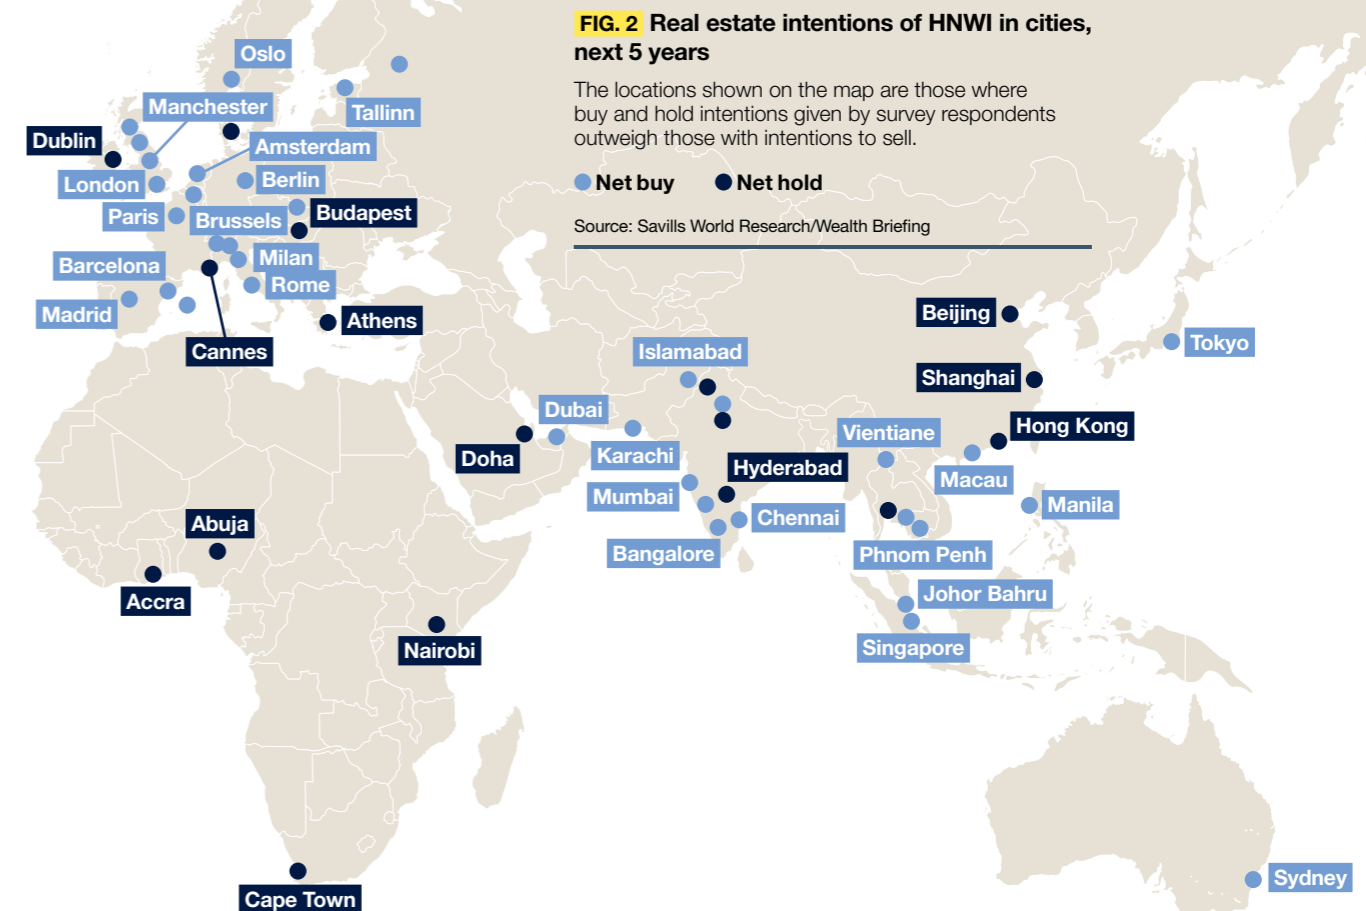 FIG. 2 Real estate intentions of HNWI in cities,
next 5 years
The locations shown on the map are those where
buy and hold intentions given by survey respondents
outweigh those with intentions to sell.
Net buy Net hold
Source: Savills World Research/Wealth Briefing
Oslo
Manchester
Tallinn
Dublin
Amsterdam
London
Berlin
Paris
Brussels
Budapest
Barcelona
Milan
Rome
Madrid
Athens
Cannes
Beijing
Tokyo
Islamabad
Shanghai
Dubai
Doha
Karachi
Vientiane
Hong Kong
Hyderabad
Macau
Mumbai
Manila
Chennai
Abuja
Bangalore
Phnom Penh
Accra
Johor Bahru
Nairobi
Singapore
Cape Town
Sydney